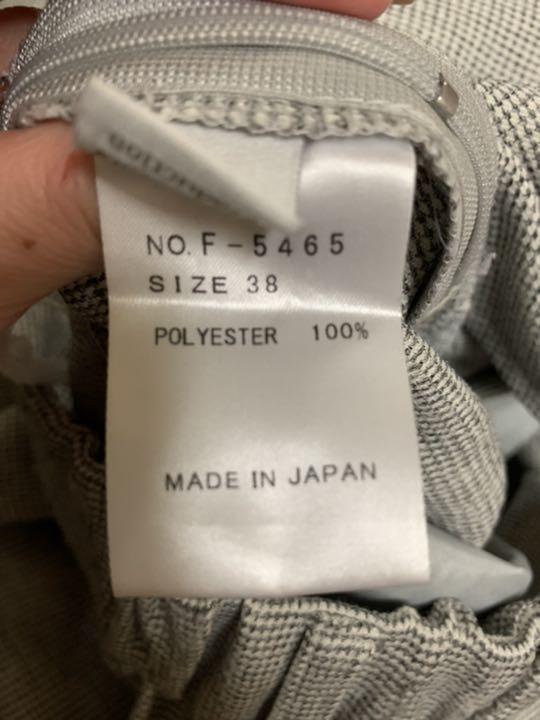 NO. F-5465
SIZE 38
POLYESTER 100%
MADE IN JAPAN